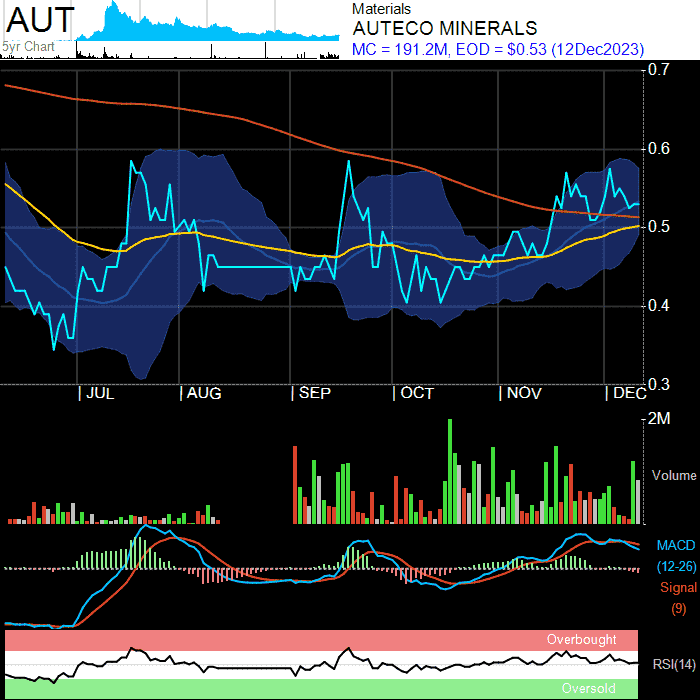 AUT
5yr Chart
Materials
AUTECO MINERALS
MC = 191.2M, EOD = $0.53 (12Dec2023)
0.7
0.6
0.5
0.4
0.3
| JUL | AUG | SEP | OCT | NOV | DEC
2M
Volume
MACD
(12-26)
Signal
(9)
Overbought
RSI(14)
Oversold